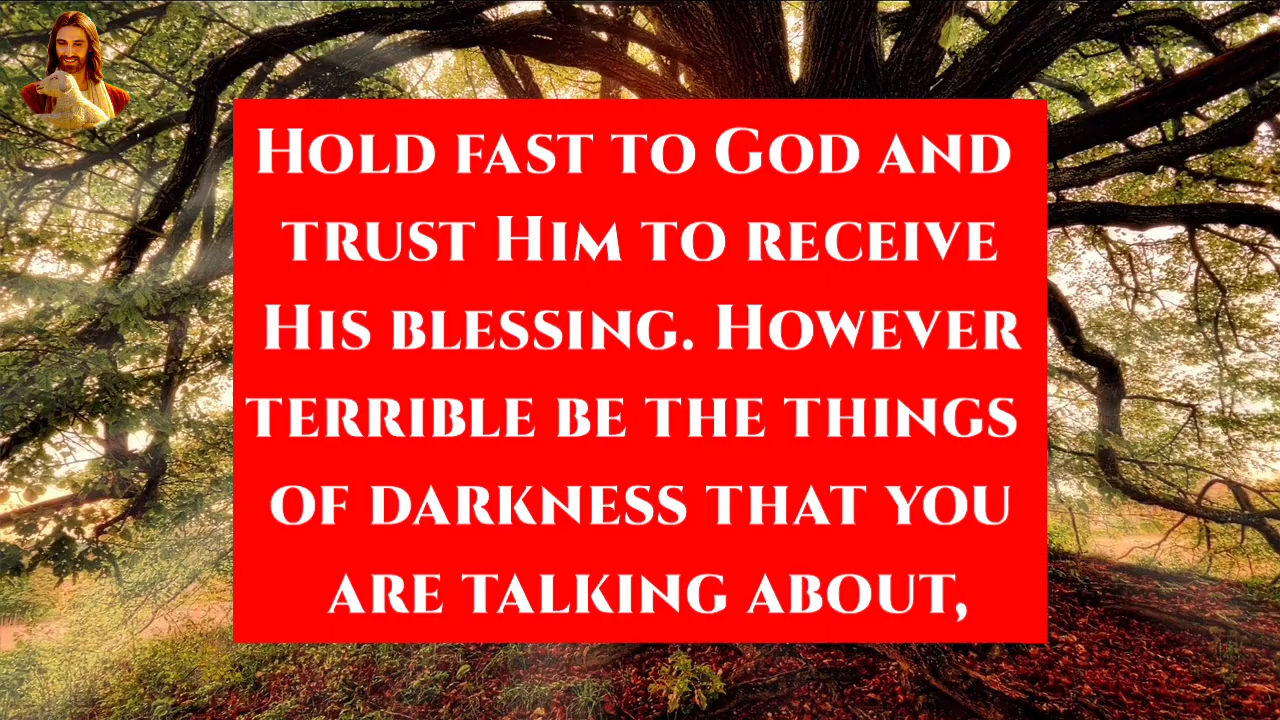 Hold fast to God and
trust Him to receive
His blessing. However
terrible be the things
of darkness that you
are talking about,